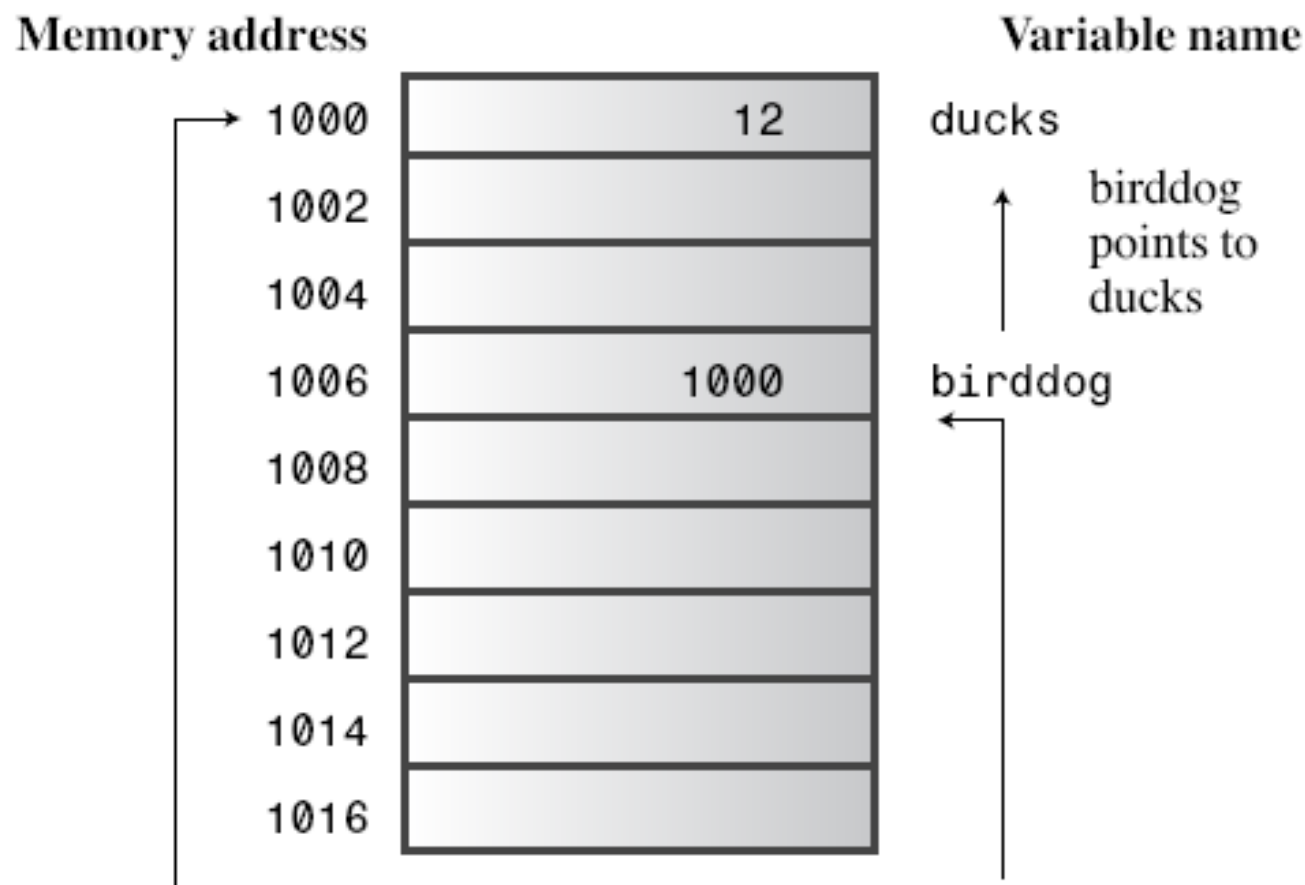 Memory address
Variable name
1000
12
ducks
1002
birddog
points to
ducks
1004
1006
1000
birddog
1008
1010
1012
1014
1016